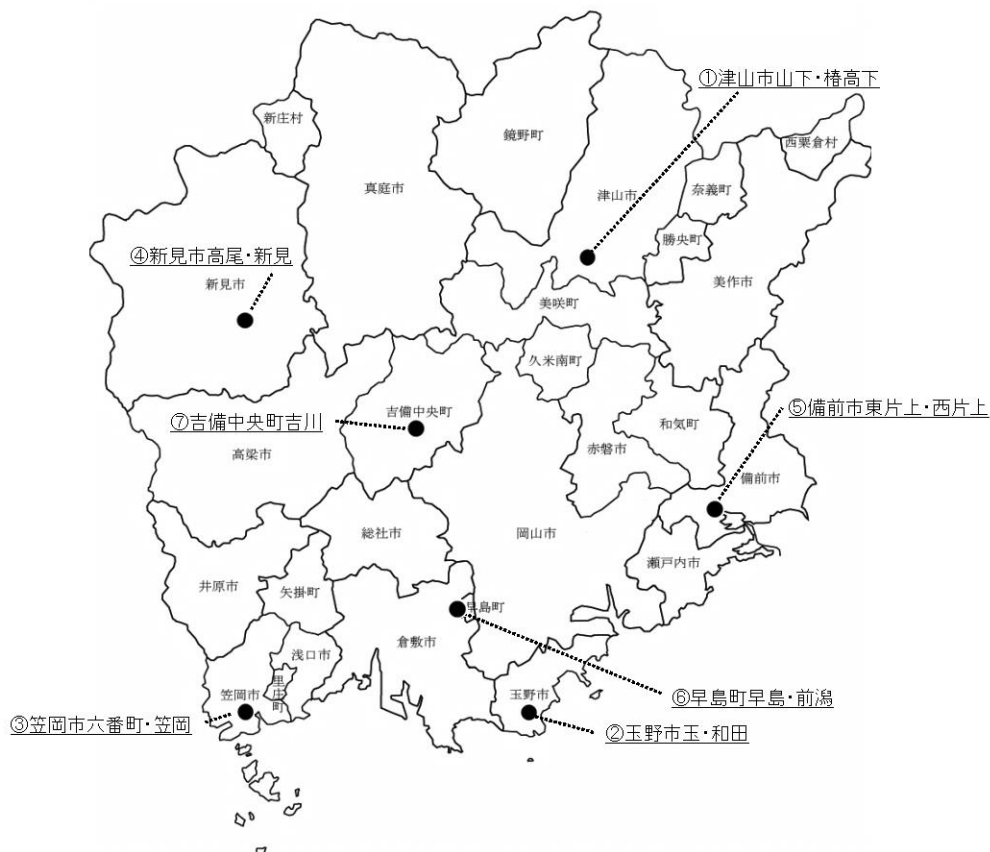 ①津山市山下・椿高下
新庄村
鏡野町
西粟倉村
真庭市
津山市
奈義町
勝央町
④新見市高尾・新見
新見市
美作市
美咲町
久米南町
⑤備前市東片上・西片上
吉備中央町
⑦吉備中央町吉川
和気町
赤磐市
高梁市
備前市
総社市
岡山市
瀬戸内市
井原市
矢掛町
早島町
倉敷市
浅口市
里庄町
笠岡市
玉野市
⑥早島町早島・前潟
③笠岡市六番町・笠岡
②玉野市玉・和田